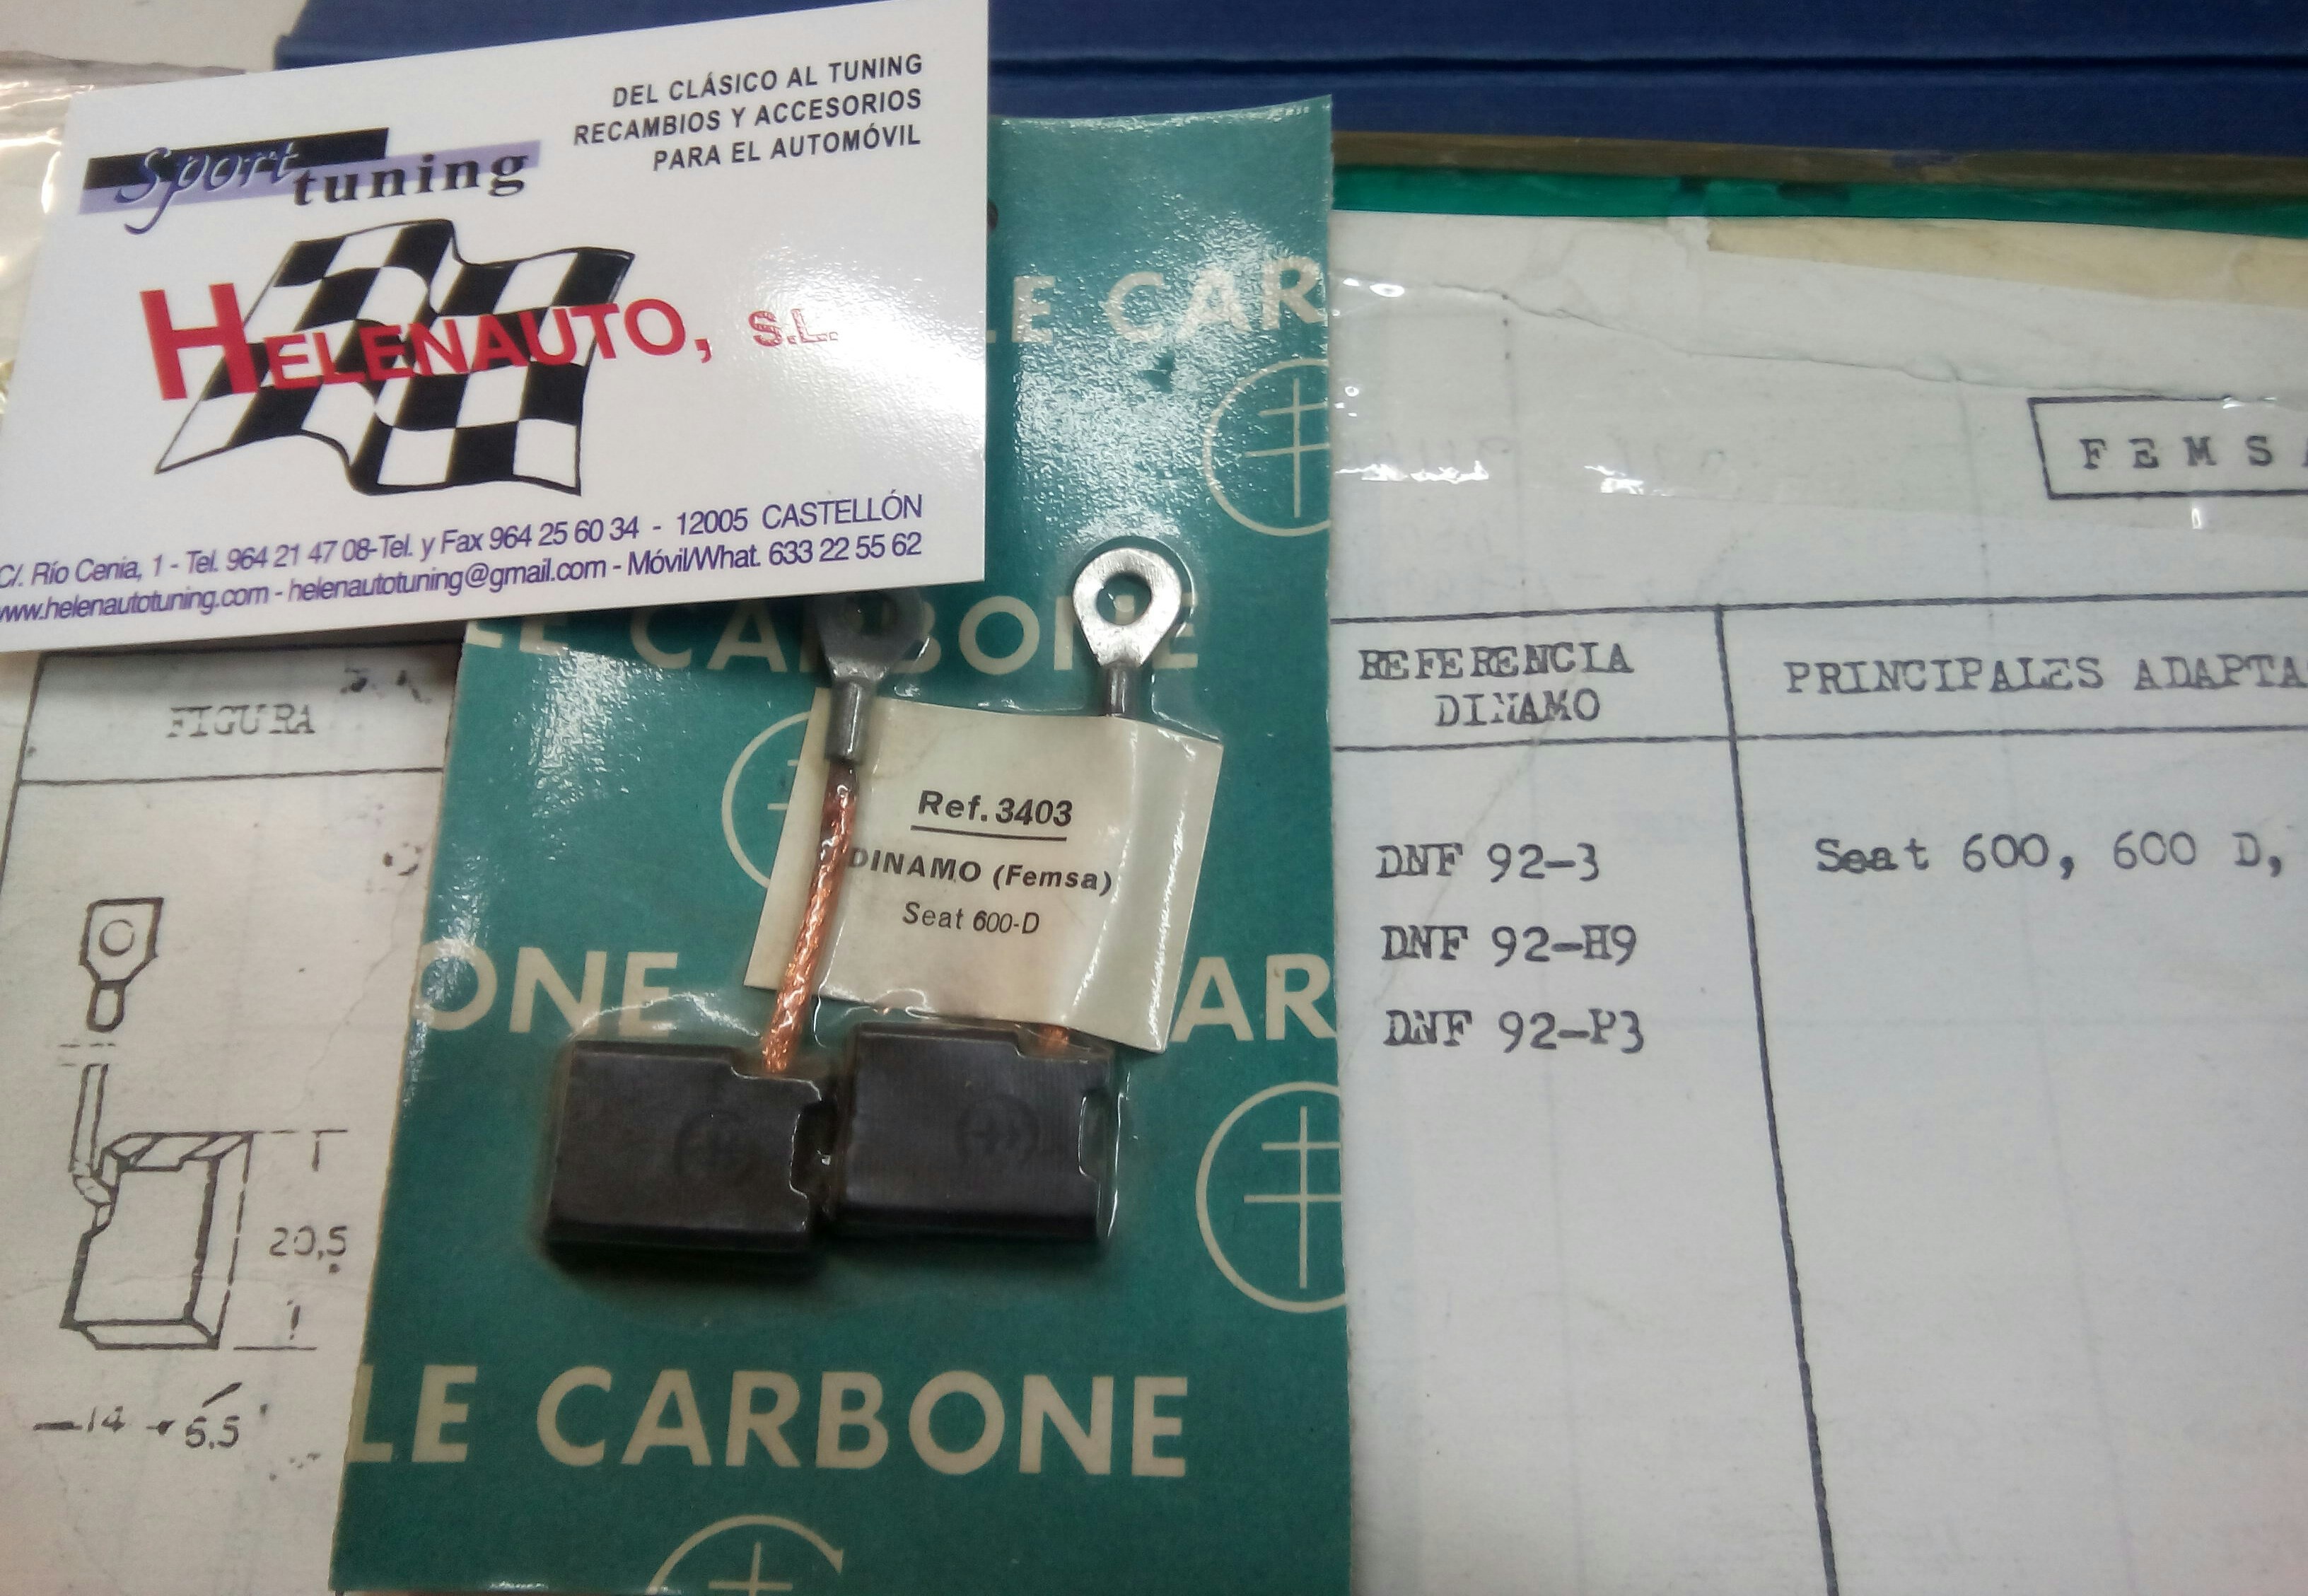 DEL CLÁSICO AL TUNING
RECAMBIOS Y ACCESORIOS
PARA EL AUTOMÓVIL
Sport
tuning
HELENAUTO, S.L.
C/. Río Cenia, 1 - Tel. 964 21 47 08-Tel. y Fax 964 25 60 34 - 12005 CASTELLÓN
www.helenautotuning.com - helenautotuning@gmail.com - Móvil/What. 633 22 55 62
LE CAR
LE CARBONE
Ref. 3403
DINAMO (Femsa)
Seat 600-D
ONE
CAR
LE CARBONE
FIGURA
20,5
14
FEMSA
REFERENCIA
DINAMO
PRINCIPALES ADAPTA
DNF 92-3
Seat 600, 600 D,
DNF 92-H9
DNF 92-P3